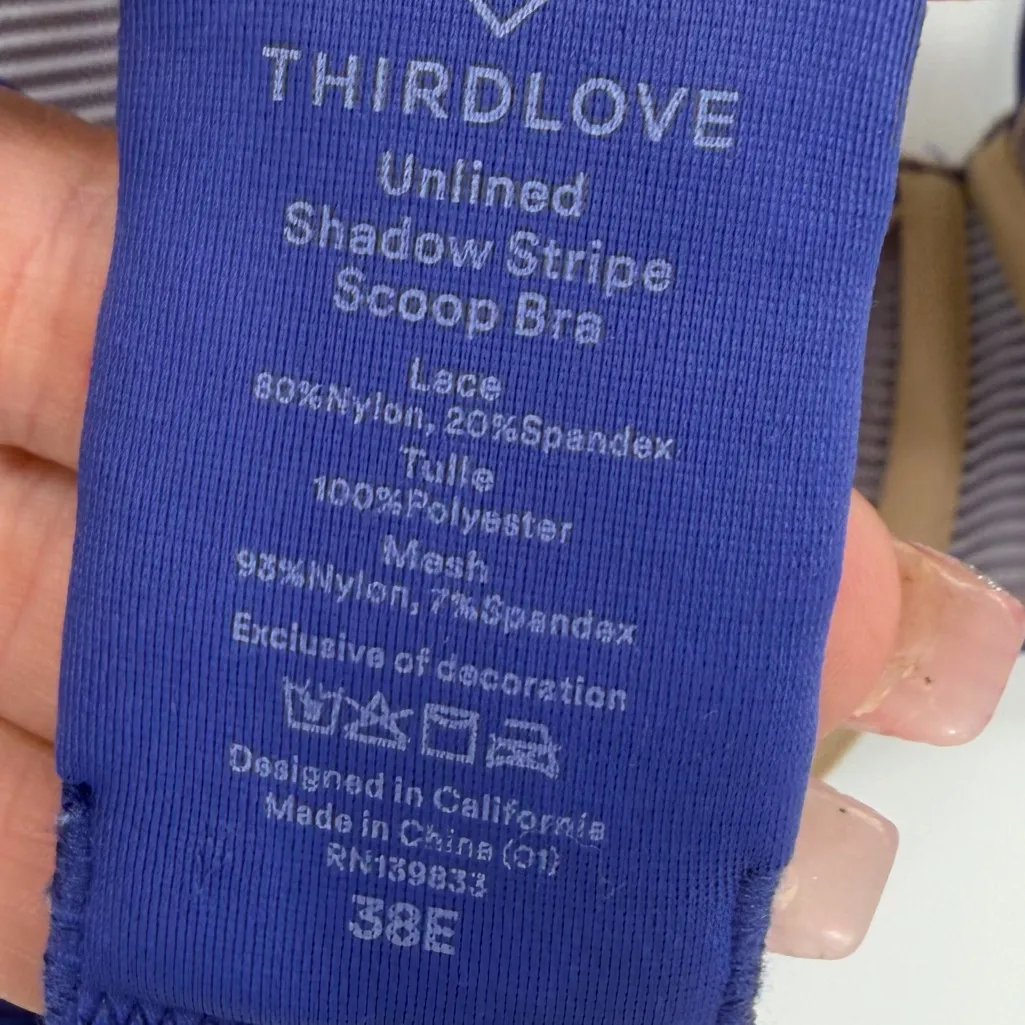 THIRDLOVE
Unlined
Shadow Stripe
Scoop Bra
Lace
80%Nylon, 20%Spandex
Tulle
100%Polyester
Mesh
93%Nylon, 7%Spandex
Exclusive of decoration
Designed in California
Made in China (01)
RN139833
38E